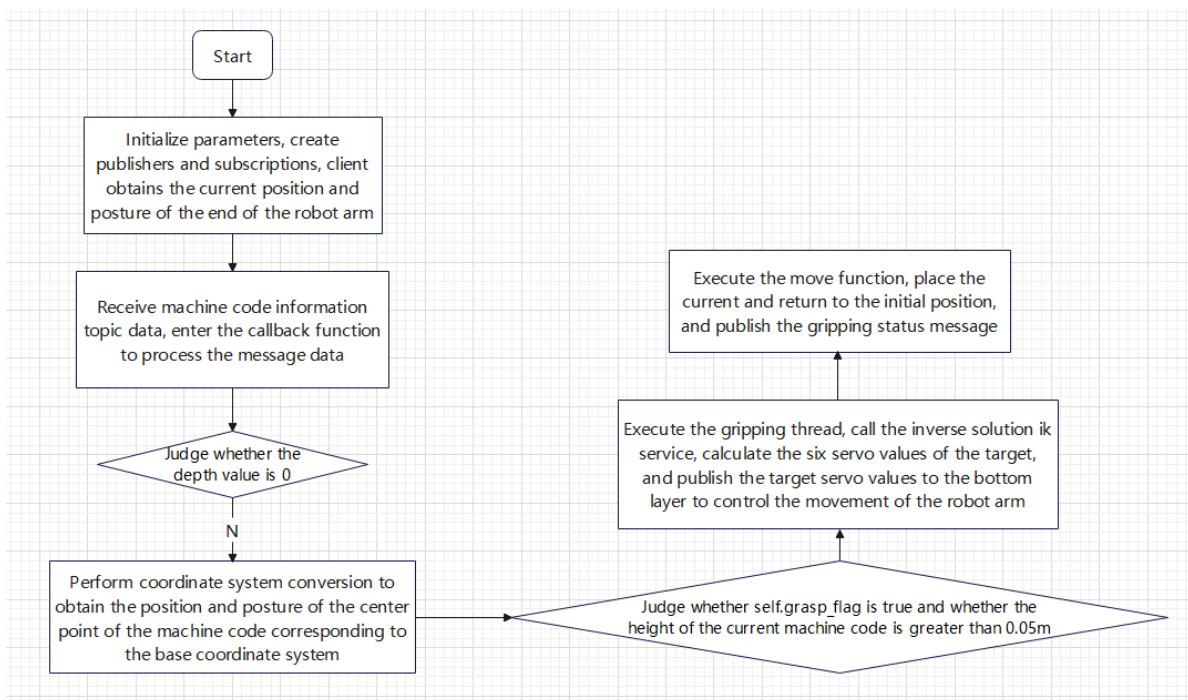 Start
Initialize parameters, create
publishers and subscriptions, client
obtains the current position and
posture of the end of the robot arm
Receive machine code information
topic data, enter the callback function
to process the message data
Judge whether the
depth value is 0
N
Perform coordinate system conversion to
obtain the position and posture of the center
point of the machine code corresponding to
the base coordinate system
Judge whether self.grasp_flag is true and whether the
height of the current machine code is greater than 0.05m
Execute the gripping thread, call the inverse solution ik
service, calculate the six servo values of the target,
and publish the target servo values to the bottom
layer to control the movement of the robot arm
Execute the move function, place the
current and return to the initial position,
and publish the gripping status message